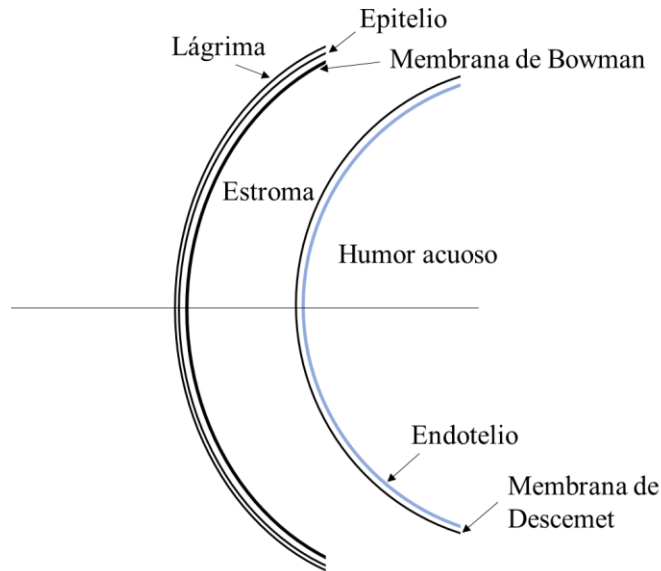 Epitelio
Lágrima
Membrana de Bowman
Estroma
Humor acuoso
Endotelio
Membrana de
Descemet